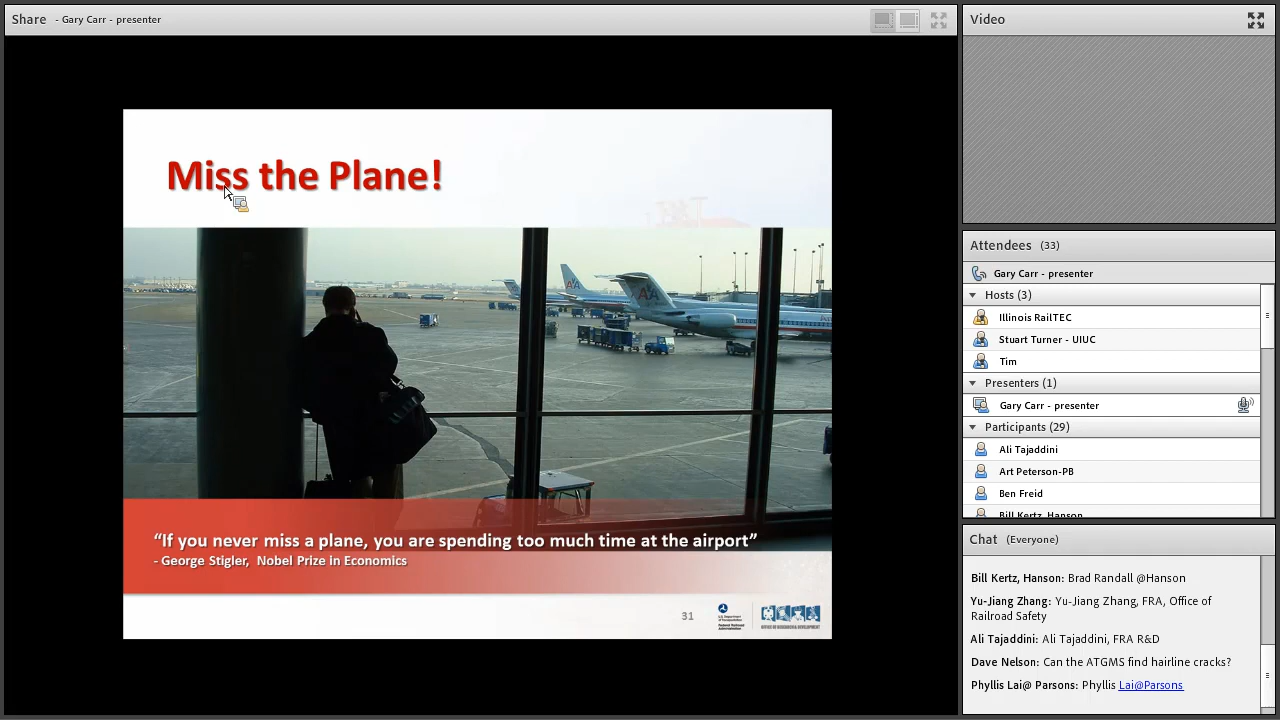 Share - Gary Carr - presenter
Miss the Plane!
AA
AA
“If you never miss a plane, you are spending too much time at the airport”
- George Stigler, Nobel Prize in Economics
31
Video
Attendees (33)
Gary Carr - presenter
Hosts (3)
Illinois RailTEC
Stuart Turner - UIUC
Tim
Presenters (1)
Gary Carr - presenter
Participants (29)
Ali Tajaddini
Art Peterson-PB
Ben Freid
Bill Kertz, Hanson
Chat (Everyone)
Bill Kertz, Hanson: Brad Randall @Hanson
Yu-Jiang Zhang: Yu-Jiang Zhang, FRA, Office of
Railroad Safety
Ali Tajaddini: Ali Tajaddini, FRA R&D
Dave Nelson: Can the ATGMS find hairline cracks?
Phyllis Lai@ Parsons: Phyllis Lai@Parsons